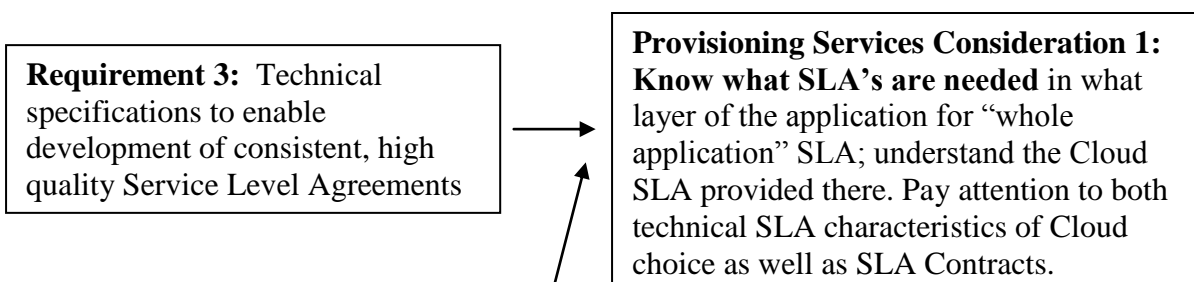 Requirement 3: Technical
specifications to enable
development of consistent, high
quality Service Level Agreements
Provisioning Services Consideration 1:
Know what SLA’s are needed in what
layer of the application for “whole
application” SLA; understand the Cloud
SLA provided there. Pay attention to both
technical SLA characteristics of Cloud
choice as well as SLA Contracts.